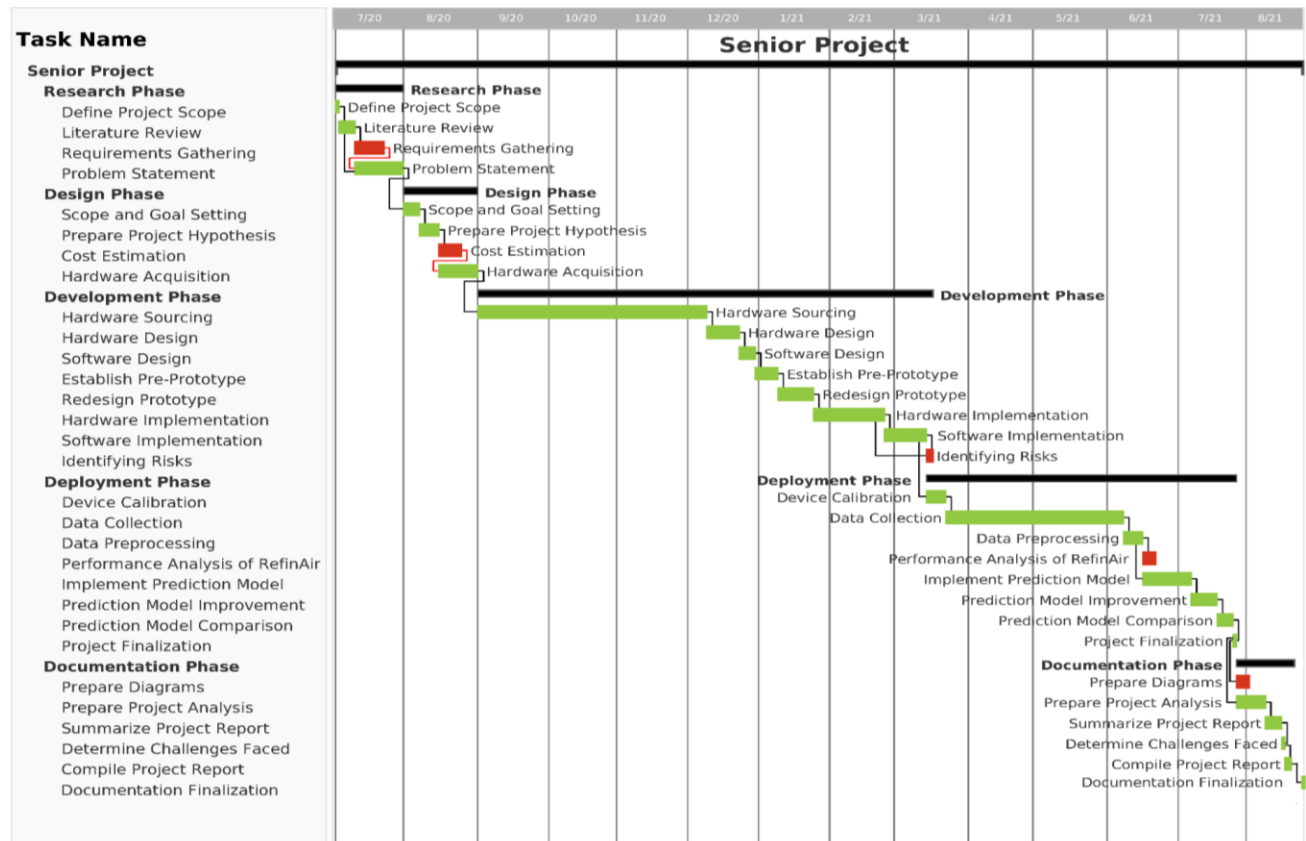 7/20 8/20 9/20 10/20 11/20 12/20 1/21 2/21 3/21 4/21 5/21 6/21 7/21 8/21
Task Name
Senior Project
Senior Project
Research Phase
Define Project Scope
Literature Review
Requirements Gathering
Problem Statement
Design Phase
Scope and Goal Setting
Prepare Project Hypothesis
Cost Estimation
Hardware Acquisition
Development Phase
Hardware Sourcing
Hardware Design
Software Design
Establish Pre-Prototype
Redesign Prototype
Hardware Implementation
Software Implementation
Identifying Risks
Deployment Phase
Device Calibration
Data Collection
Data Preprocessing
Performance Analysis of RefinAir
Implement Prediction Model
Prediction Model Improvement
Prediction Model Comparison
Project Finalization
Documentation Phase
Prepare Diagrams
Prepare Project Analysis
Summarize Project Report
Determine Challenges Faced
Compile Project Report
Documentation Finalization
Research Phase
Define Project Scope
Literature Review
Requirements Gathering
Problem Statement
Design Phase
Scope and Goal Setting
Prepare Project Hypothesis
Cost Estimation
Hardware Acquisition
Development Phase
Hardware Sourcing
Hardware Design
Software Design
Establish Pre-Prototype
Redesign Prototype
Hardware Implementation
Software Implementation
Identifying Risks
Deployment Phase
Device Calibration
Data Collection
Data Preprocessing
Performance Analysis of RefinAir
Implement Prediction Model
Prediction Model Improvement
Prediction Model Comparison
Project Finalization
Documentation Phase
Prepare Diagrams
Prepare Project Analysis
Summarize Project Report
Determine Challenges Faced
Compile Project Report
Documentation Finalization